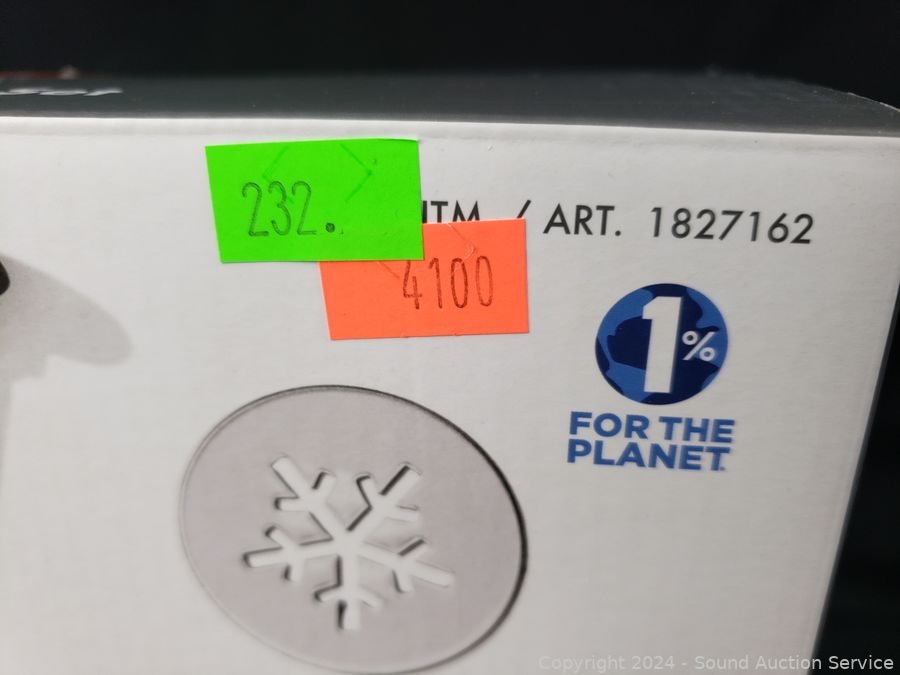 232.
ITM. / ART. 1827162
4100
1%
FOR THE
PLANET
Copyright 2024 - Sound Auction Service